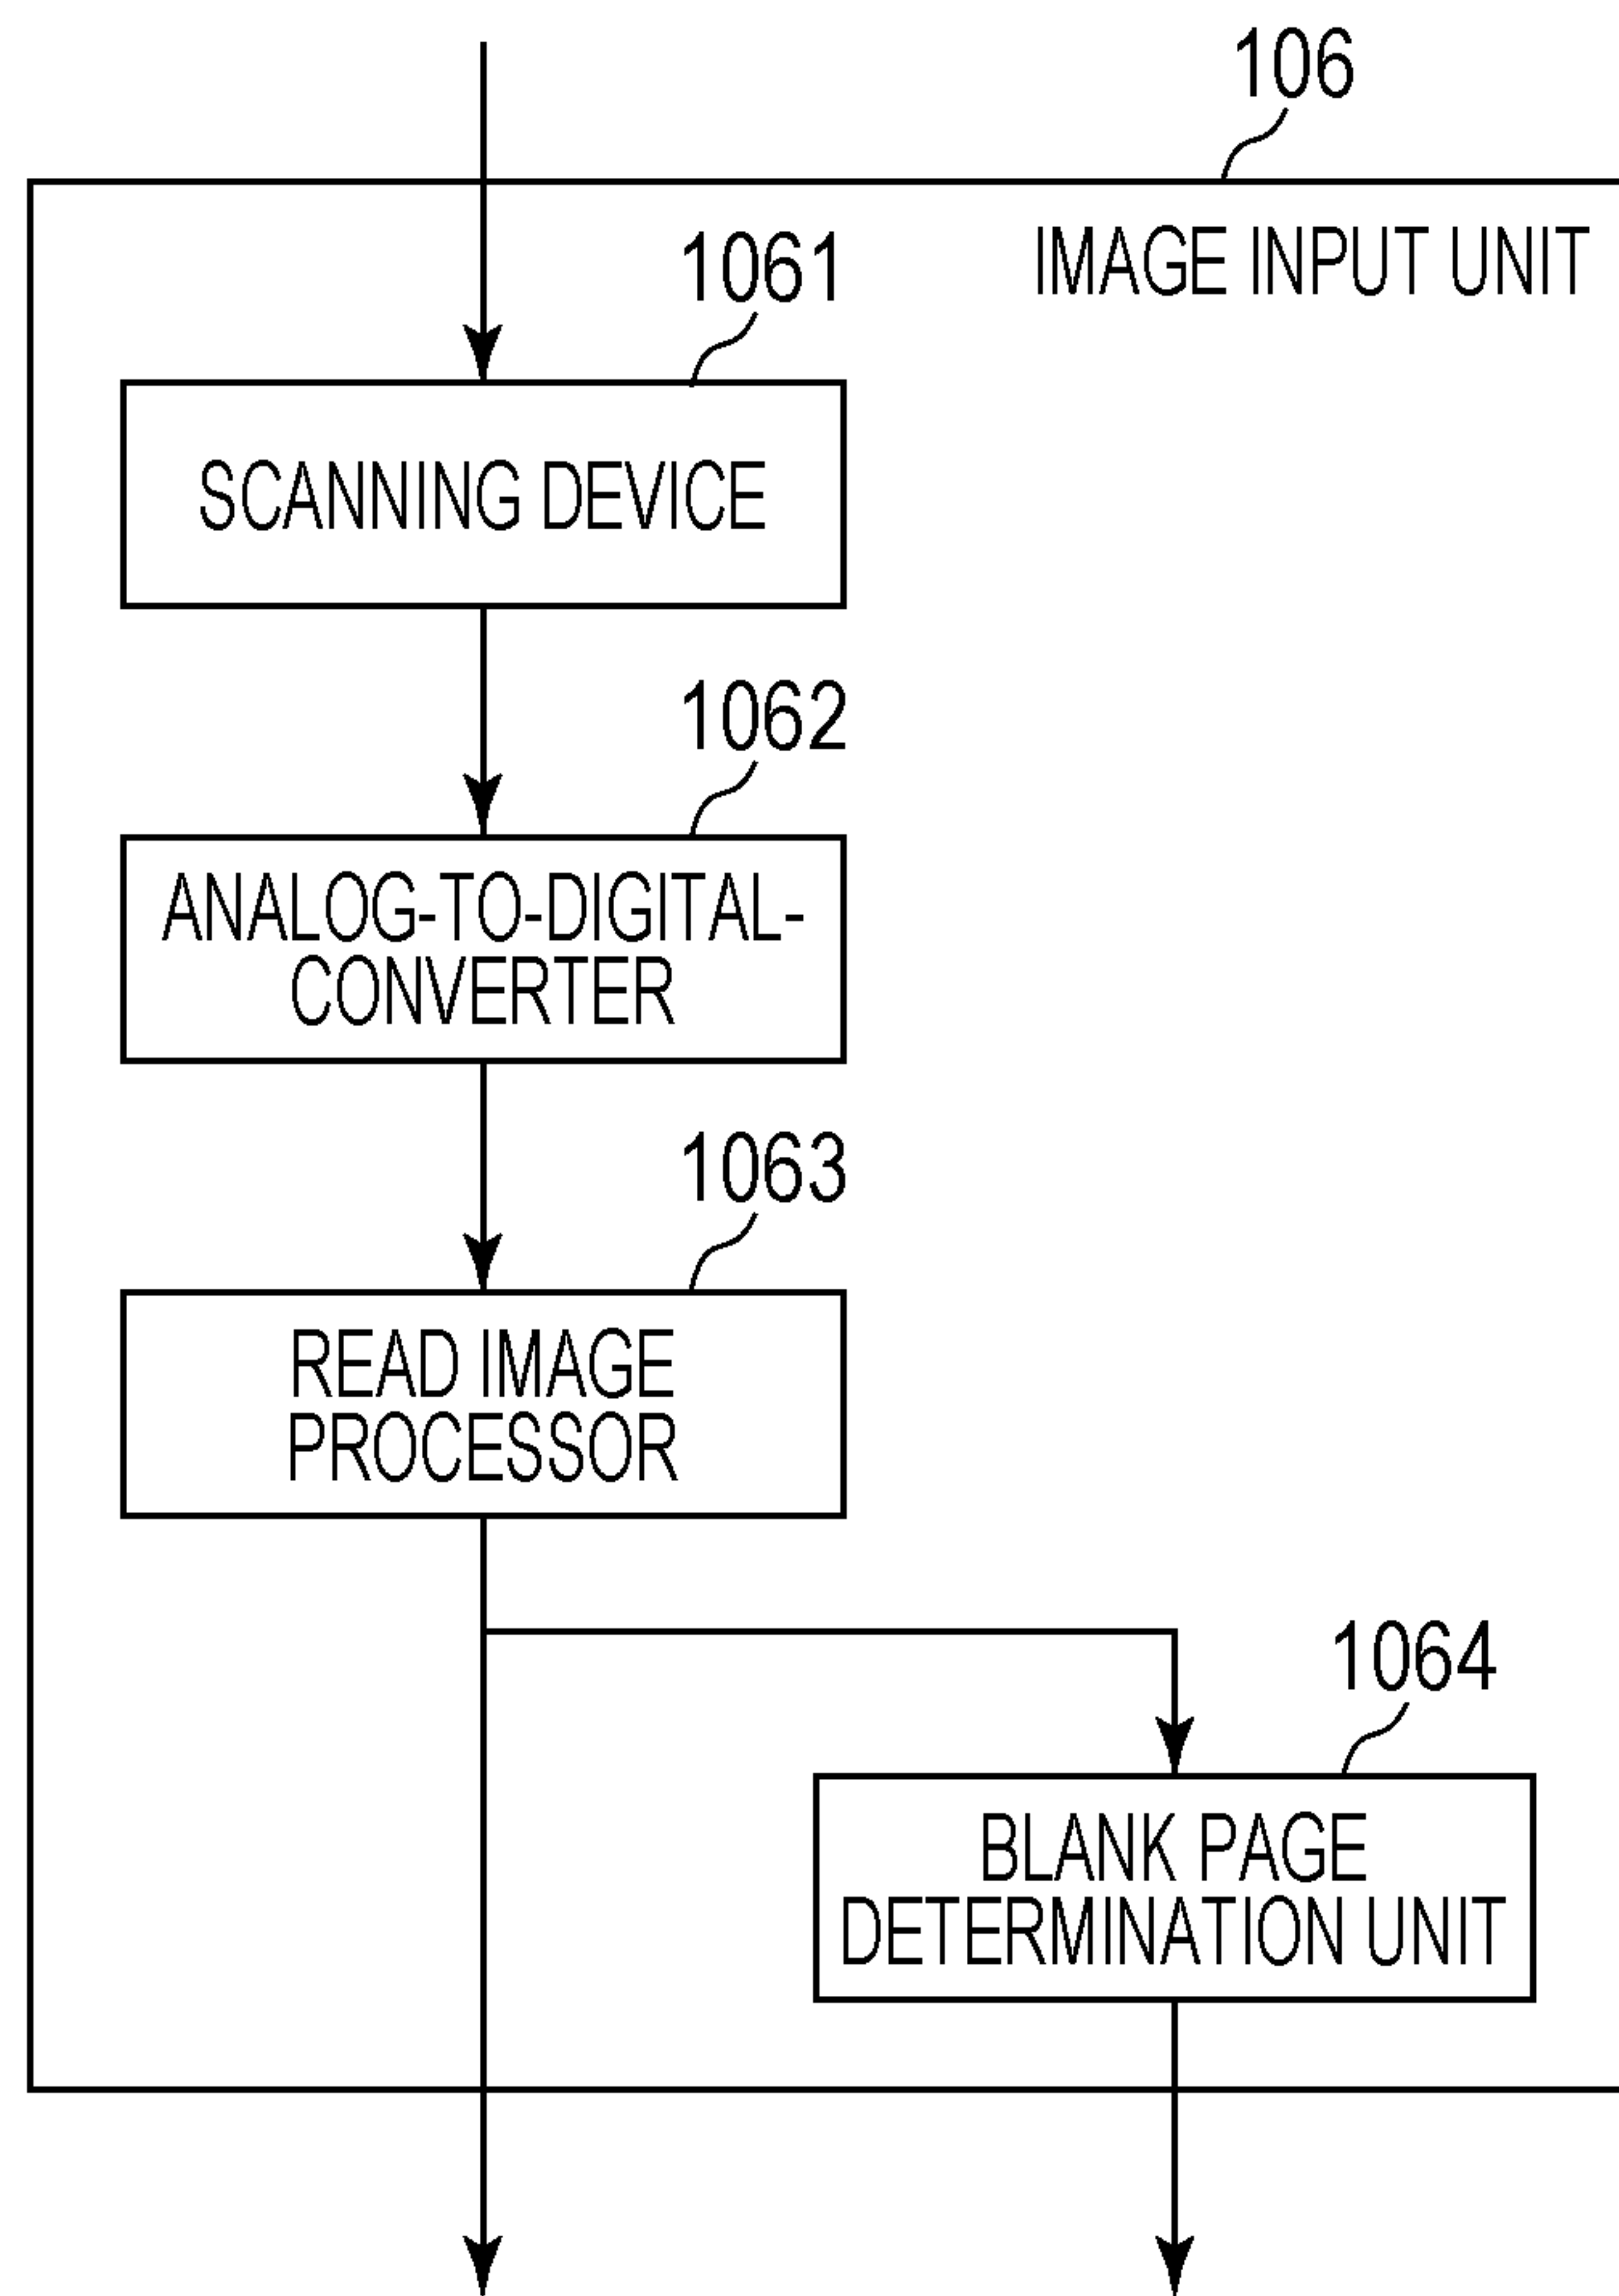 106
IMAGE INPUT UNIT
1061
SCANNING DEVICE
1062
ANALOG-TO-DIGITAL-
CONVERTER
1063
READ IMAGE
PROCESSOR
1064
BLANK PAGE
DETERMINATION UNIT